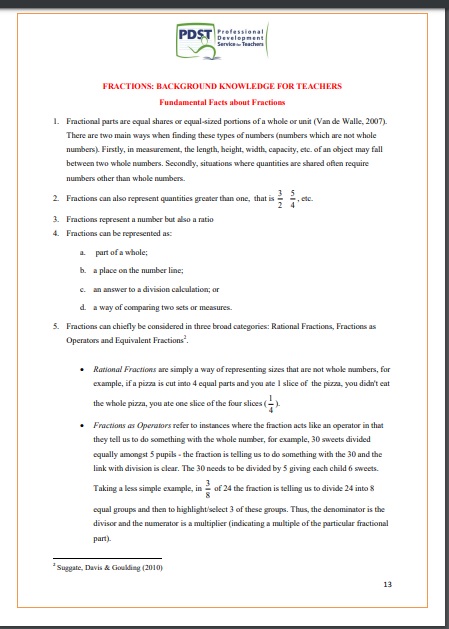 PDST
Professional
Development
Service for Teachers
FRACTIONS: BACKGROUND KNOWLEDGE FOR TEACHERS
Fundamental Facts about Fractions
1. Fractional parts are equal shares or equal-sized portions of a whole or unit (Van de Walle, 2007).
There are two main ways when finding these types of numbers (numbers which are not whole
numbers). Firstly, in measurement, the length, height, width, capacity, etc. of an object may fall
between two whole numbers. Secondly, situations where quantities are shared often require
numbers other than whole numbers.
2. Fractions can also represent quantities greater than one, that is 3/2 5/4, etc.
3. Fractions represent a number but also a ratio
4. Fractions can be represented as:
a. part of a whole;
b. a place on the number line;
c. an answer to a division calculation; or
d. a way of comparing two sets or measures.
5. Fractions can chiefly be considered in three broad categories: Rational Fractions, Fractions as
Operators and Equivalent Fractions².
• Rational Fractions are simply a way of representing sizes that are not whole numbers, for
example, if a pizza is cut into 4 equal parts and you ate 1 slice of the pizza, you didn't eat
the whole pizza, you ate one slice of the four slices (1/4).
• Fractions as Operators refer to instances where the fraction acts like an operator in that
they tell us to do something with the whole number, for example, 30 sweets divided
equally amongst 5 pupils - the fraction is telling us to do something with the 30 and the
link with division is clear. The 30 needs to be divided by 5 giving each child 6 sweets.
Taking a less simple example, in 3/8 of 24 the fraction is telling us to divide 24 into 8
equal groups and then to highlight/select 3 of these groups. Thus, the denominator is the
divisor and the numerator is a multiplier (indicating a multiple of the particular fractional
part).
² Suggate, Davis & Goulding (2010)
13